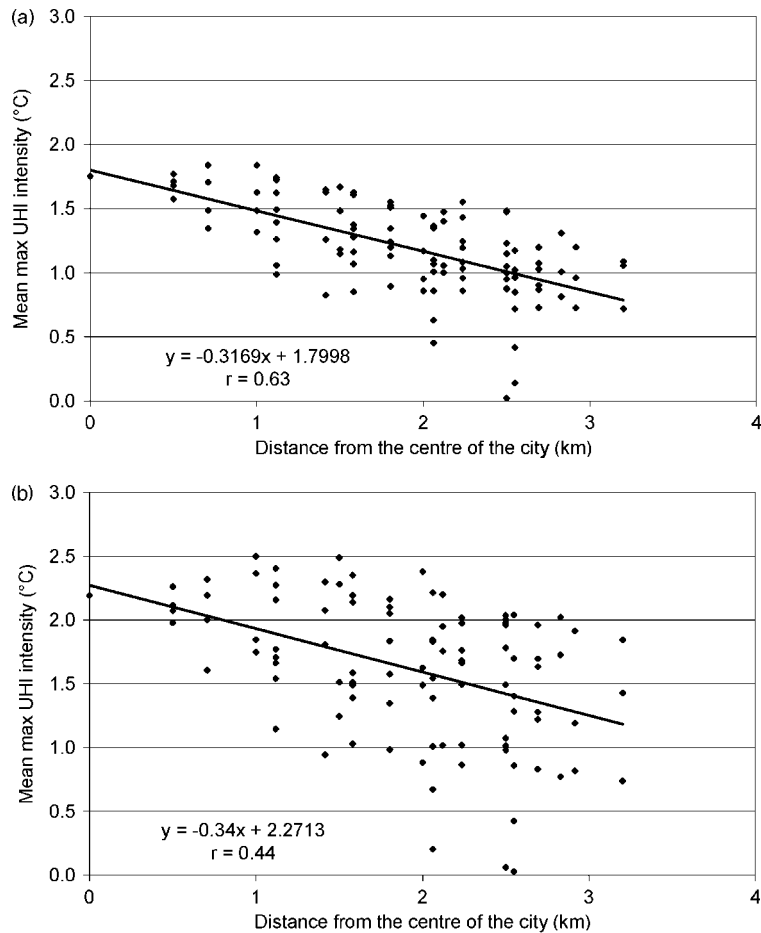 (a)
3.0
2.5
2.0
1.5
1.0
0.5
0.0
Mean max UHI intensity (°C)
y = -0.3169x + 1.7998
r = 0.63
0 1 2 3 4
Distance from the centre of the city (km)
(b)
3.0
2.5
2.0
1.5
1.0
0.5
0.0
Mean max UHI intensity (°C)
y = -0.34x + 2.2713
r = 0.44
0 1 2 3 4
Distance from the centre of the city (km)